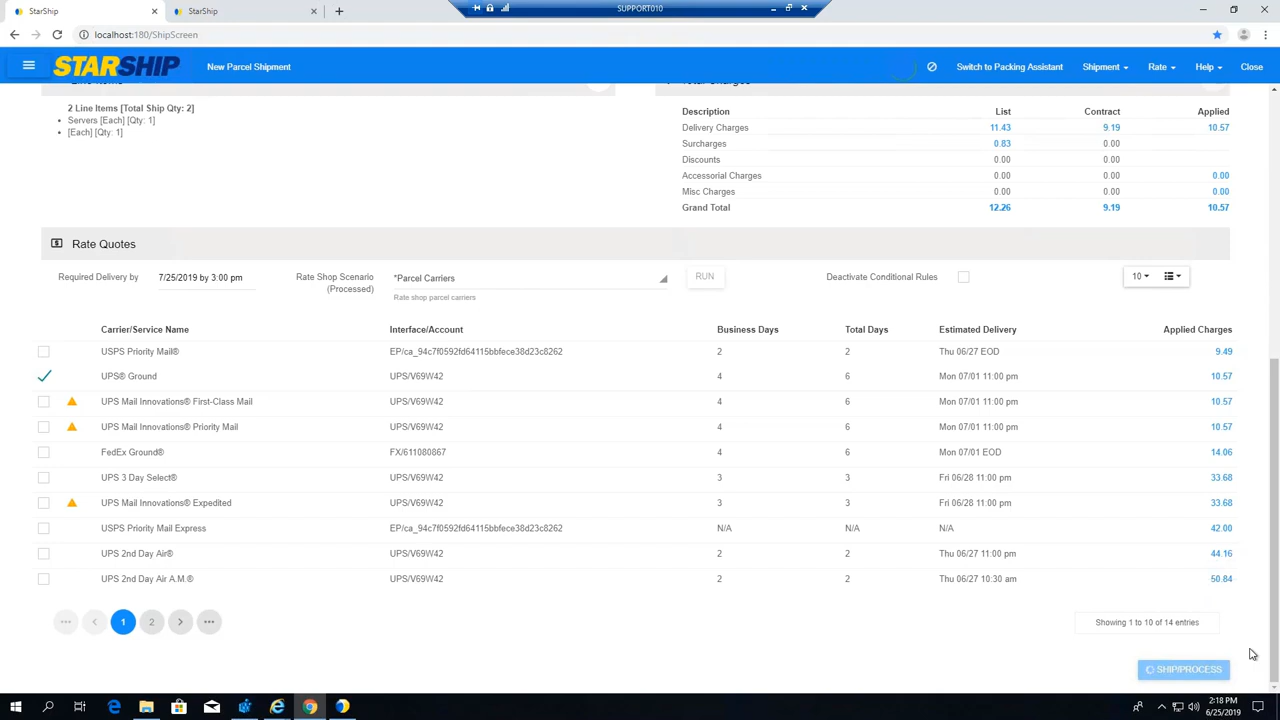 StarShip
StarShip
SUPPORT010
localhost:180/ShipScreen
STARSHIP
New Parcel Shipment
Switch to Packing Assistant
Shipment
Rate
Help
Close
2 Line Items [Total Ship Qty: 2]
Servers [Each] [Qty: 1]
[Each] [Qty: 1]
Description List Contract Applied
Delivery Charges 11.43 9.19 10.57
Surcharges 0.83 0.00
Discounts 0.00 0.00
Accessorial Charges 0.00 0.00 0.00
Misc Charges 0.00 0.00 0.00
Grand Total 12.26 9.19 10.57
Rate Quotes
Required Delivery by 7/25/2019 by 3:00 pm
Rate Shop Scenario
(Processed)
*Parcel Carriers
Rate shop parcel carriers
RUN
Deactivate Conditional Rules
10
Carrier/Service Name Interface/Account Business Days Total Days Estimated Delivery Applied Charges
USPS Priority Mail® EP/ca_94c7f0592fd64115bbfece38d23c8262 2 2 Thu 06/27 EOD 9.49
UPS® Ground UPS/V69W42 4 6 Mon 07/01 11:00 pm 10.57
UPS Mail Innovations® First-Class Mail UPS/V69W42 4 6 Mon 07/01 11:00 pm 10.57
UPS Mail Innovations® Priority Mail UPS/V69W42 4 6 Mon 07/01 11:00 pm 10.57
FedEx Ground® FX/611080867 4 6 Mon 07/01 EOD 14.06
UPS 3 Day Select® UPS/V69W42 3 3 Fri 06/28 11:00 pm 33.68
UPS Mail Innovations® Expedited UPS/V69W42 3 3 Fri 06/28 11:00 pm 33.68
USPS Priority Mail Express EP/ca_94c7f0592fd64115bbfece38d23c8262 N/A N/A N/A 42.00
UPS 2nd Day Air® UPS/V69W42 2 2 Thu 06/27 11:00 pm 44.16
UPS 2nd Day Air A.M.® UPS/V69W42 2 2 Thu 06/27 10:30 am 50.84
1 2
Showing 1 to 10 of 14 entries
SHIP/PROCESS
2:18 PM
6/25/2019